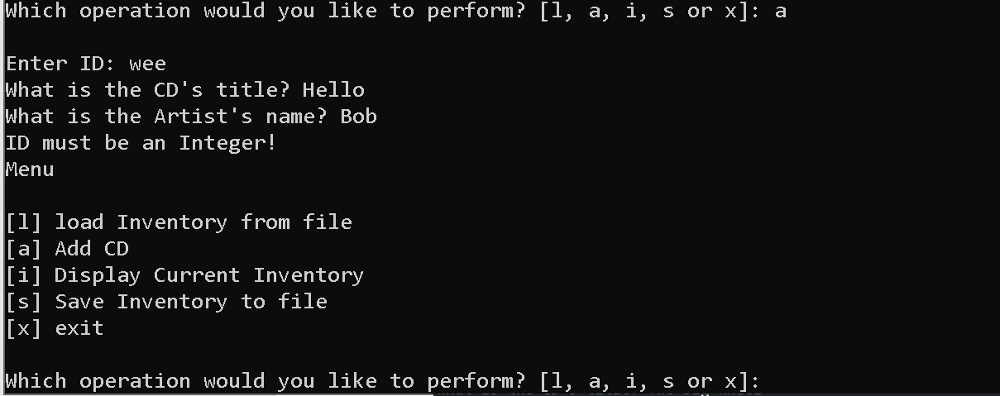 Which operation would you like to perform? [l, a, i, s or x]: a
Enter ID: wee
What is the CD's title? Hello
What is the Artist's name? Bob
ID must be an Integer!
Menu
[l] load Inventory from file
[a] Add CD
[i] Display Current Inventory
[s] Save Inventory to file
[x] exit
Which operation would you like to perform? [l, a, i, s or x]: